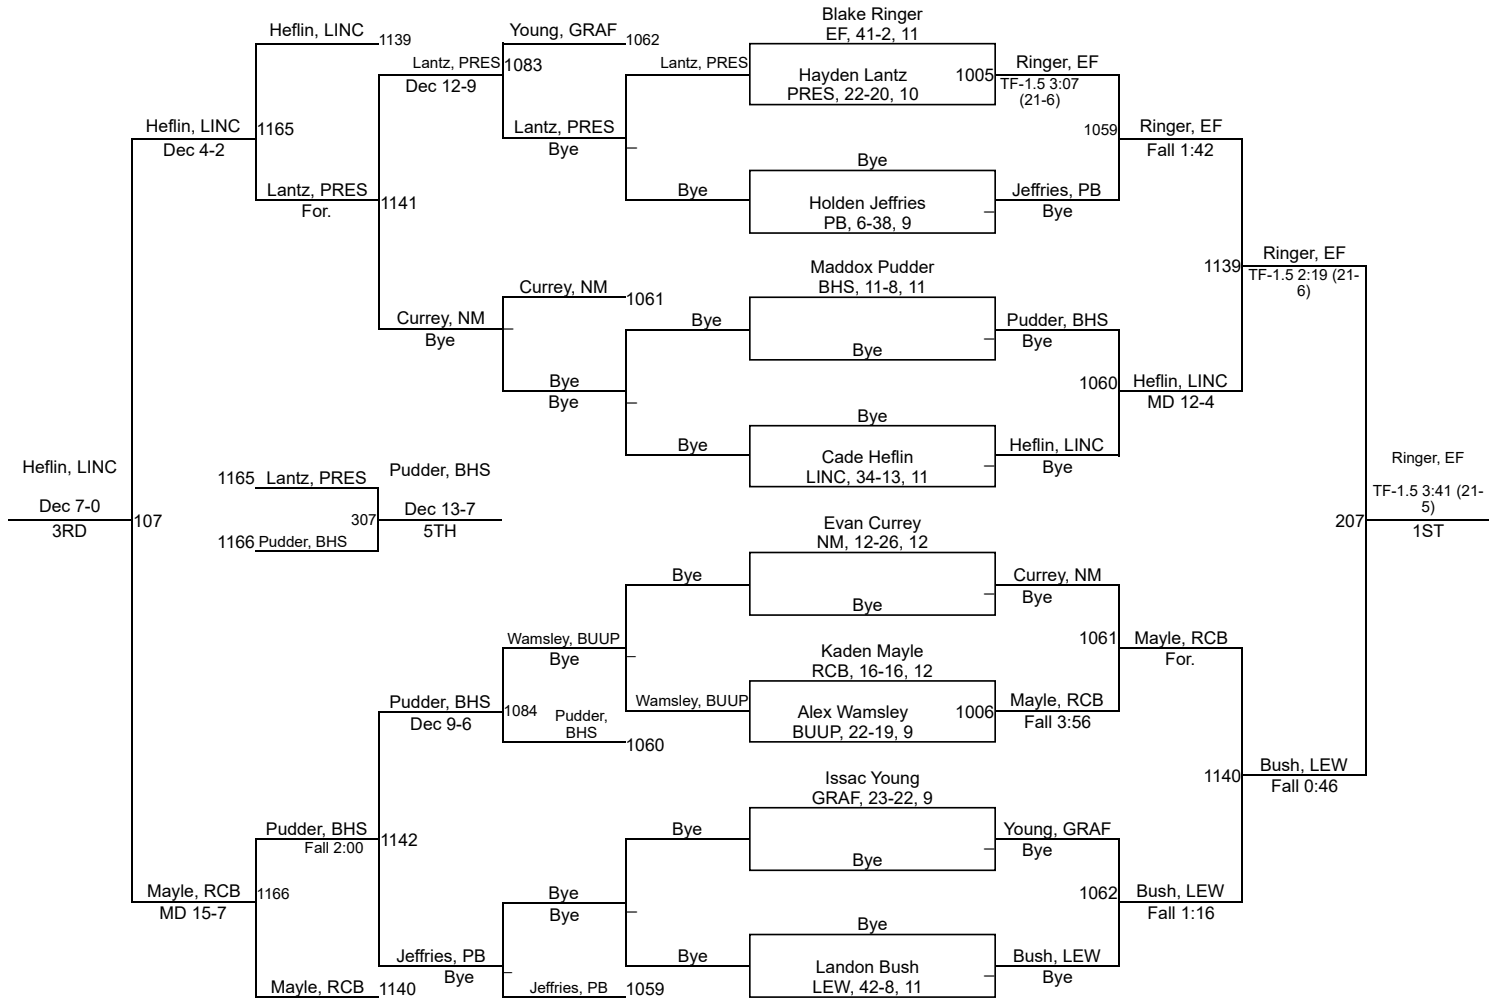 Blake Ringer
EF, 41-2, 11
Heflin, LINC
1139
Young, GRAF
1062
Lantz, PRES
1083
Dec 12-9
Lantz, PRES
Hayden Lantz
PRES, 22-20, 10
1005
Ringer, EF
TF-1.5 3:07
(21-6)
Heflin, LINC
1165
Dec 4-2
Lantz, PRES
Bye
1059
Ringer, EF
Fall 1:42
Bye
Lantz, PRES
1141
For.
Bye
Holden Jeffries
PB, 6-38, 9
Jeffries, PB
Bye
Ringer, EF
1139
TF-1.5 2:19 (21-
6)
Maddox Pudder
BHS, 11-8, 11
Currey, NM
1061
Currey, NM
Bye
Bye
Pudder, BHS
Bye
Bye
Bye
Bye
1060
Heflin, LINC
MD 12-4
Bye
Bye
Cade Heflin
LINC, 34-13, 11
Heflin, LINC
Bye
Heflin, LINC
Dec 7-0
107
3RD
1165
Lantz, PRES
Pudder, BHS
Dec 13-7
307
5TH
1166
Pudder, BHS
Ringer, EF
TF-1.5 3:41 (21-
5)
207
1ST
Evan Currey
NM, 12-26, 12
Bye
Bye
Currey, NM
Bye
Wamsley, BUUP
Bye
1061
Mayle, RCB
For.
Kaden Mayle
RCB, 16-16, 12
Pudder, BHS
1084
Dec 9-6
Pudder,
BHS
1060
Wamsley, BUUP
Alex Wamsley
BUUP, 22-19, 9
1006
Mayle, RCB
Fall 3:56
1140
Bush, LEW
Fall 0:46
Issac Young
GRAF, 23-22, 9
Pudder, BHS
1142
Fall 2:00
Bye
Bye
Young, GRAF
Bye
Mayle, RCB
1166
MD 15-7
Bye
Bye
1062
Bush, LEW
Fall 1:16
Bye
Jeffries, PB
Bye
Bye
Landon Bush
LEW, 42-8, 11
Bush, LEW
Bye
Mayle, RCB
1140
Jeffries, PB
1059